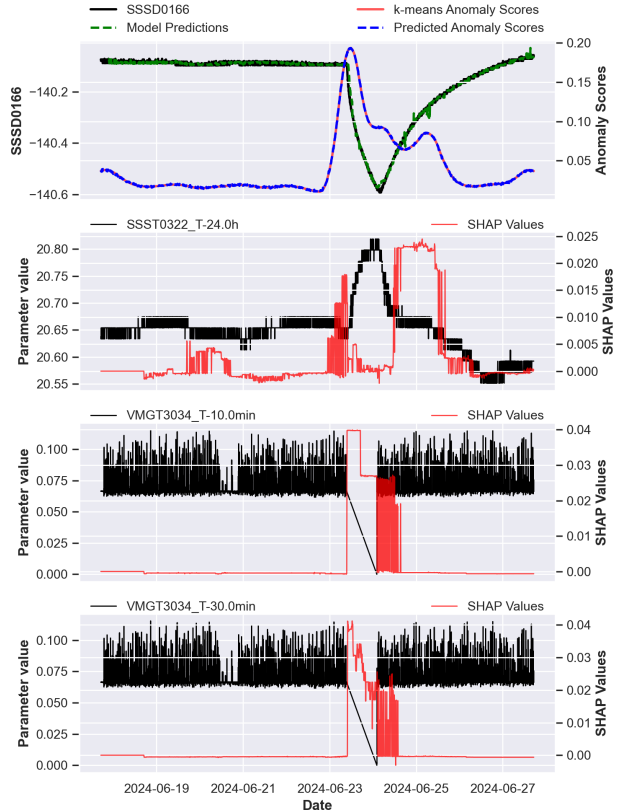 SSSD0166
k-means Anomaly Scores
Model Predictions
Predicted Anomaly Scores
SSSD0166
−140.2
−140.4
−140.6
0.20
0.15
0.10
0.05
Anomaly Scores
SSST0322_T-24.0h
SHAP Values
Parameter value
20.80
20.75
20.70
20.65
20.60
20.55
0.025
0.020
0.015
0.010
0.005
0.000
SHAP Values
VMGT3034_T-10.0min
SHAP Values
Parameter value
0.100
0.075
0.050
0.025
0.000
0.04
0.03
0.02
0.01
0.00
SHAP Values
VMGT3034_T-30.0min
SHAP Values
Parameter value
0.100
0.075
0.050
0.025
0.000
0.04
0.03
0.02
0.01
0.00
SHAP Values
2024-06-19
2024-06-21
2024-06-23
2024-06-25
2024-06-27
Date